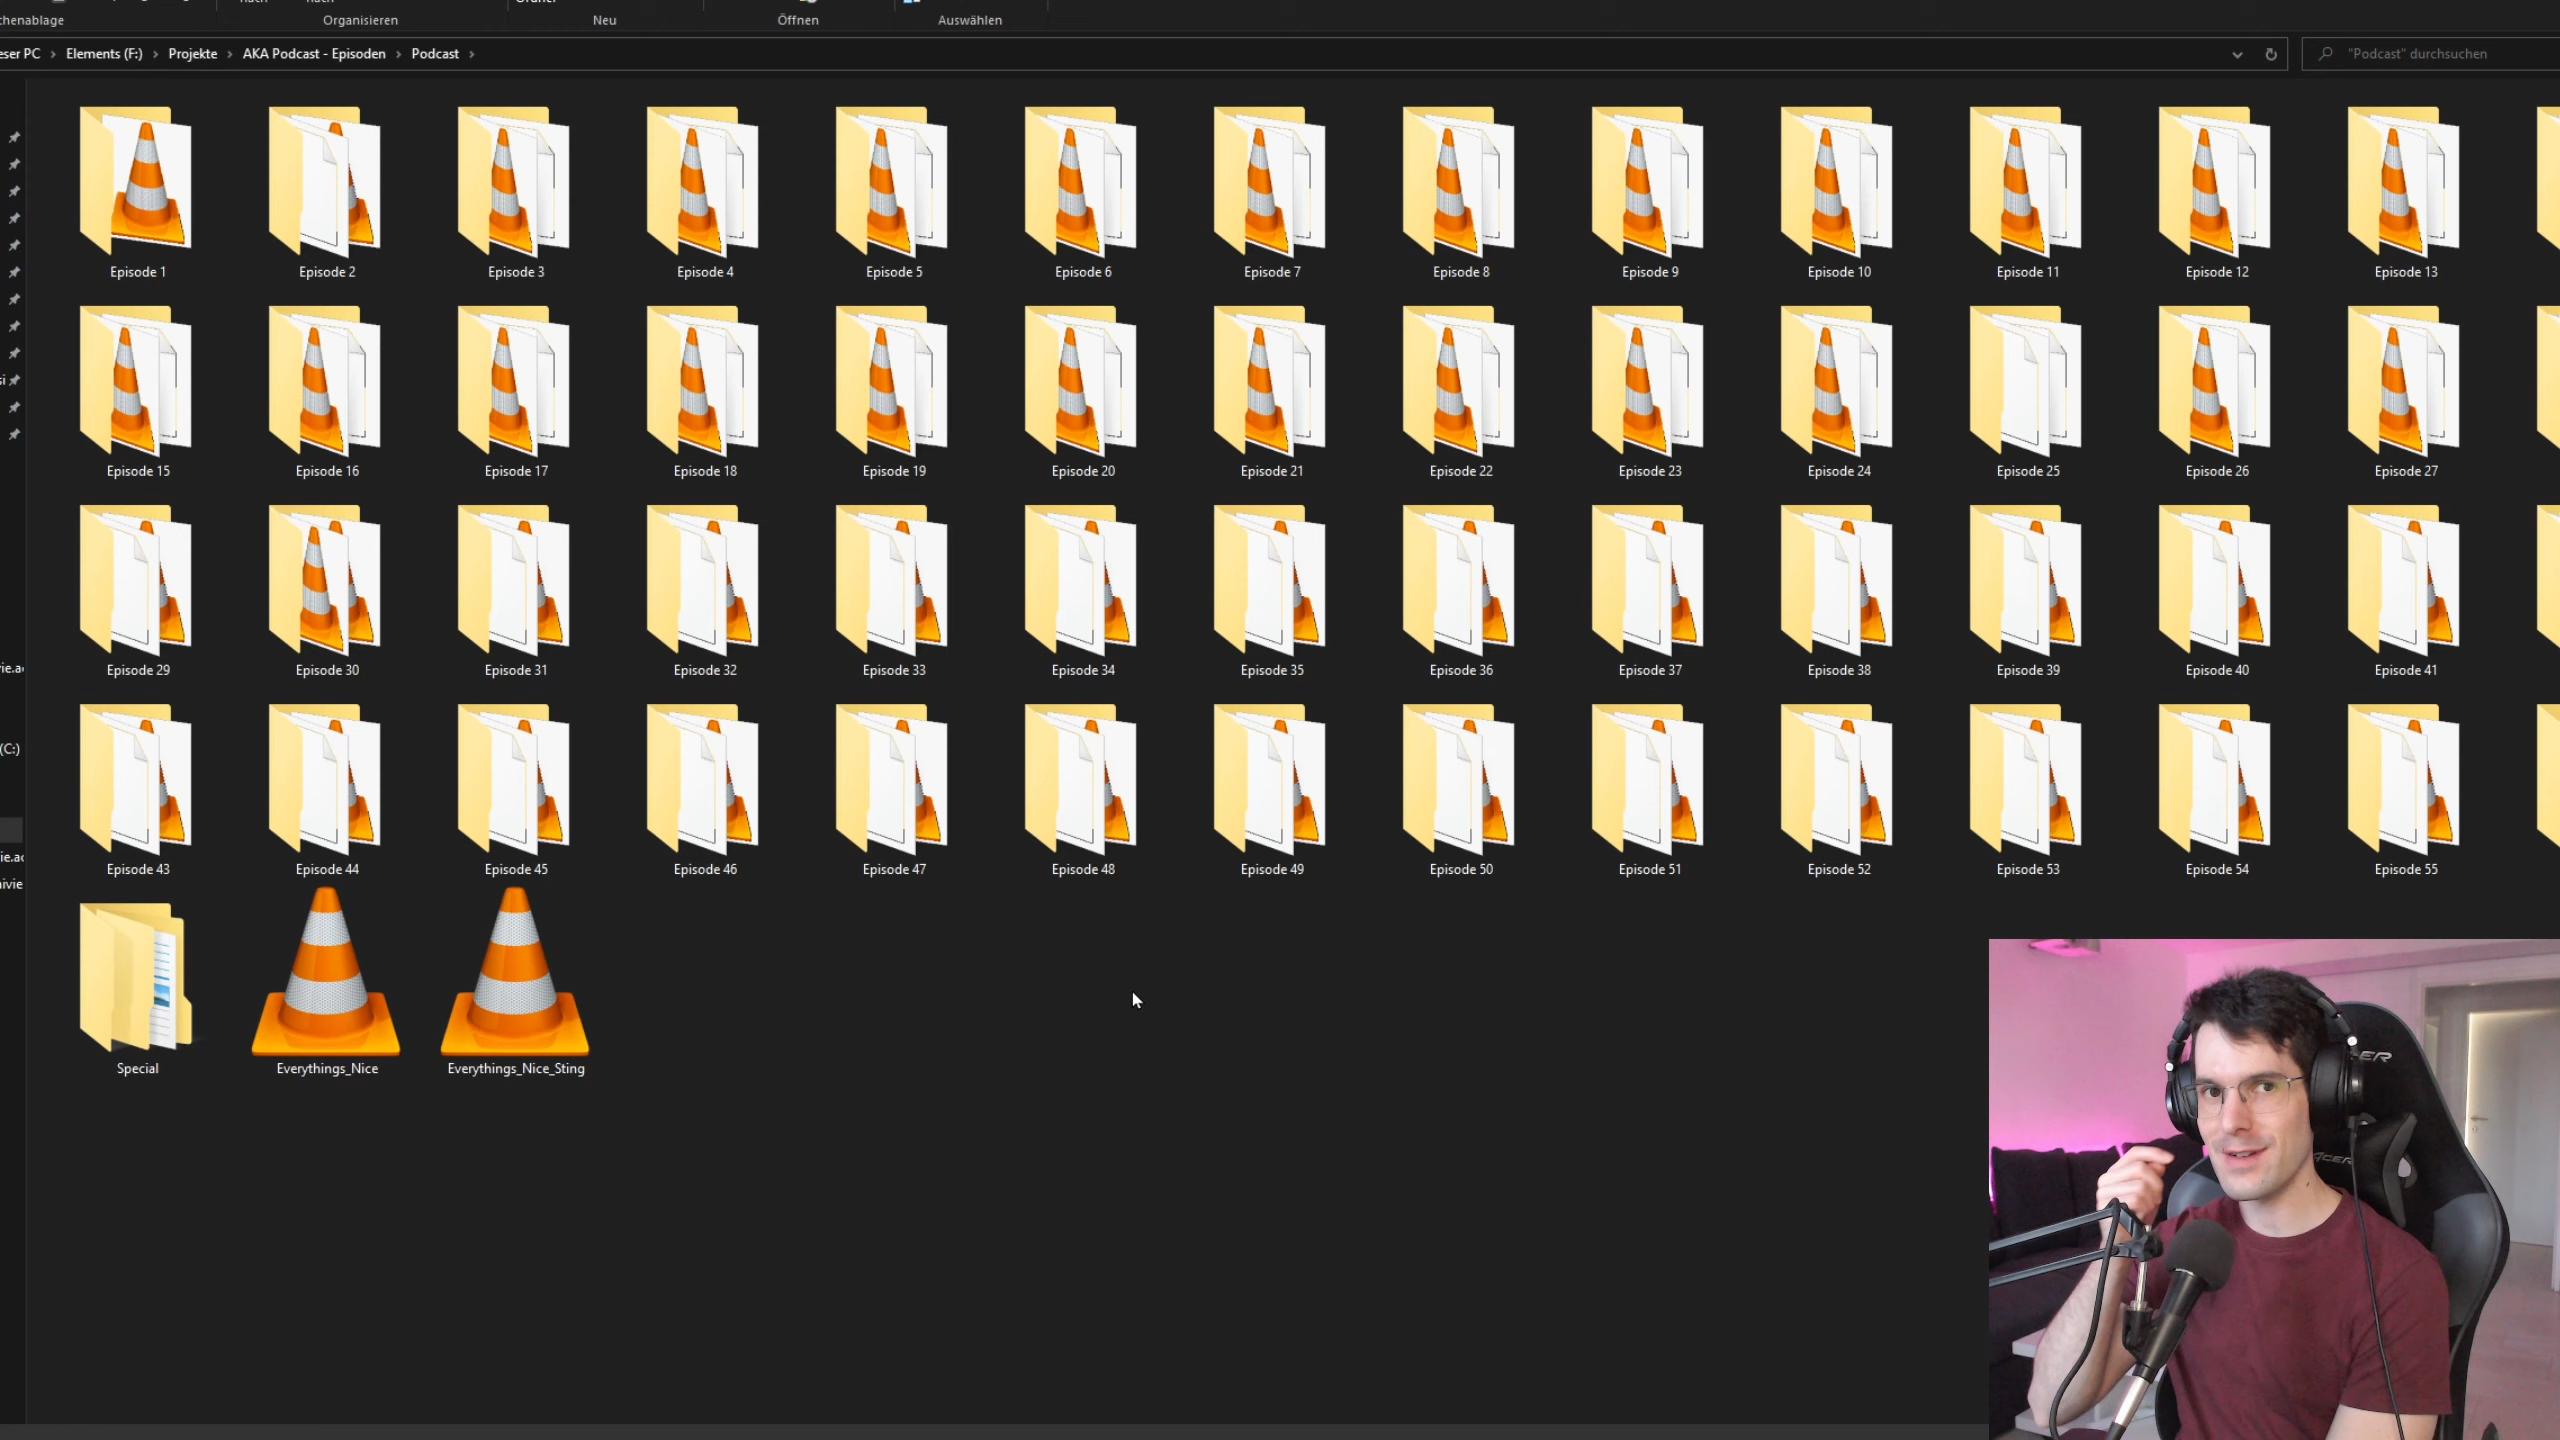 Organisieren Neu Öffnen Auswählen
Elements (F:) › Projekte › AKA Podcast - Episoden › Podcast › "Podcast" durchsuchen
Episode 1 Episode 2 Episode 3 Episode 4 Episode 5 Episode 6 Episode 7 Episode 8 Episode 9 Episode 10 Episode 11 Episode 12 Episode 13
Episode 15 Episode 16 Episode 17 Episode 18 Episode 19 Episode 20 Episode 21 Episode 22 Episode 23 Episode 24 Episode 25 Episode 26 Episode 27
Episode 29 Episode 30 Episode 31 Episode 32 Episode 33 Episode 34 Episode 35 Episode 36 Episode 37 Episode 38 Episode 39 Episode 40 Episode 41
(C:)
Episode 43 Episode 44 Episode 45 Episode 46 Episode 47 Episode 48 Episode 49 Episode 50 Episode 51 Episode 52 Episode 53 Episode 54 Episode 55
Special Everythings_Nice Everythings_Nice_Sting
ACER